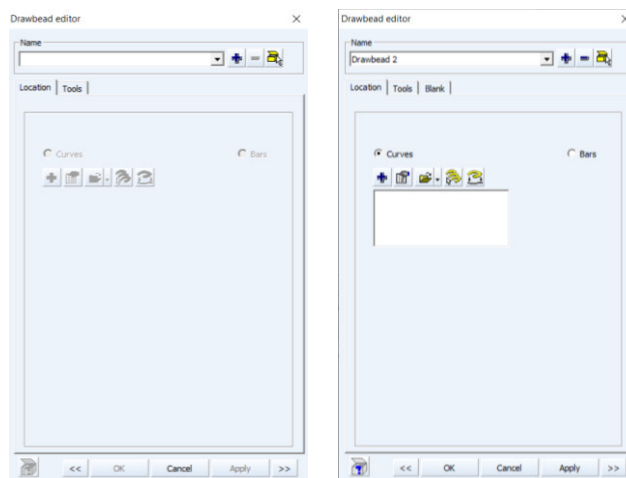 Drawbead editor
Name
Location Tools
Curves Bars
<< OK Cancel Apply >>
Drawbead editor
Name
Drawbead 2
Location Tools Blank
Curves Bars
<< OK Cancel Apply >>